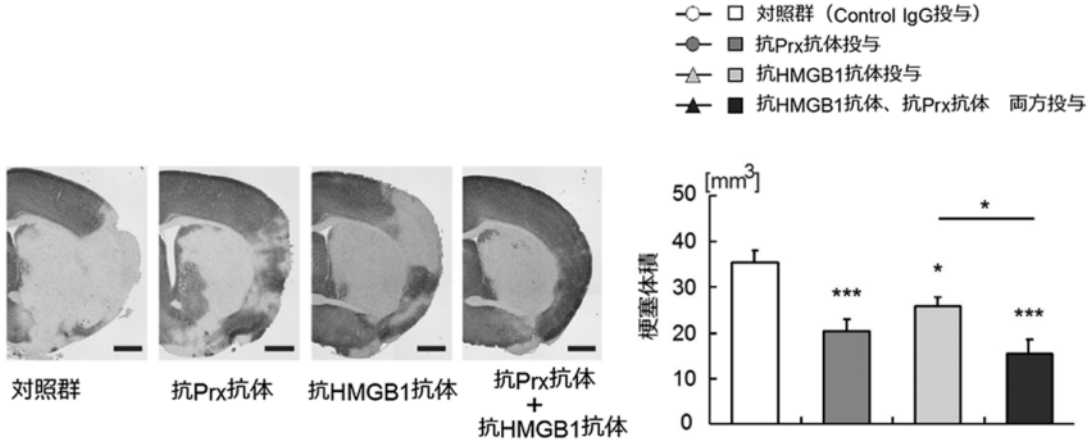 対照群（Control IgG投与）
抗Prx抗体投与
抗HMGB1抗体投与
抗HMGB1抗体、抗Prx抗体　両方投与
対照群
抗Prx抗体
抗HMGB1抗体
抗Prx抗体
+
抗HMGB1抗体
[mm³]
50
40
30
20
10
0
梗塞体積
***
*
***
*